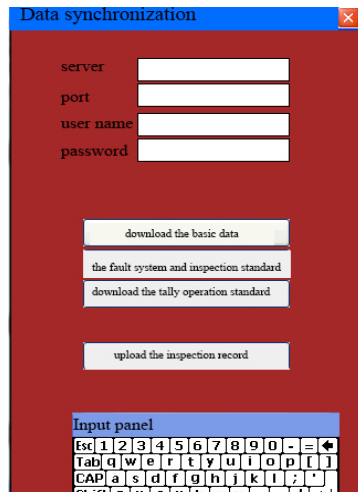 Data synchronization
server
port
user name
password
download the basic data
the fault system and inspection standard
download the tally operation standard
upload the inspection record
Input panel
Esc 1 2 3 4 5 6 7 8 9 0 - =
Tab q w e r t y u i o p [ ]
CAP a s d f g h j k l ; '